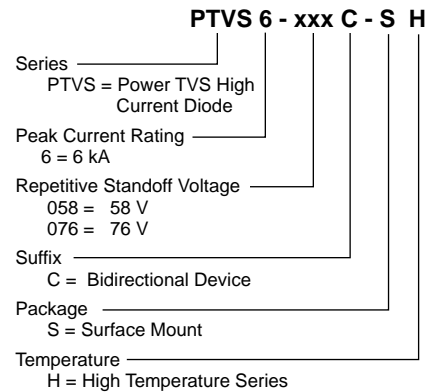 PTVS 6 - xxx C - S H
Series
PTVS = Power TVS High
Current Diode
Peak Current Rating
6 = 6 kA
Repetitive Standoff Voltage
058 = 58 V
076 = 76 V
Suffix
C = Bidirectional Device
Package
S = Surface Mount
Temperature
H = High Temperature Series